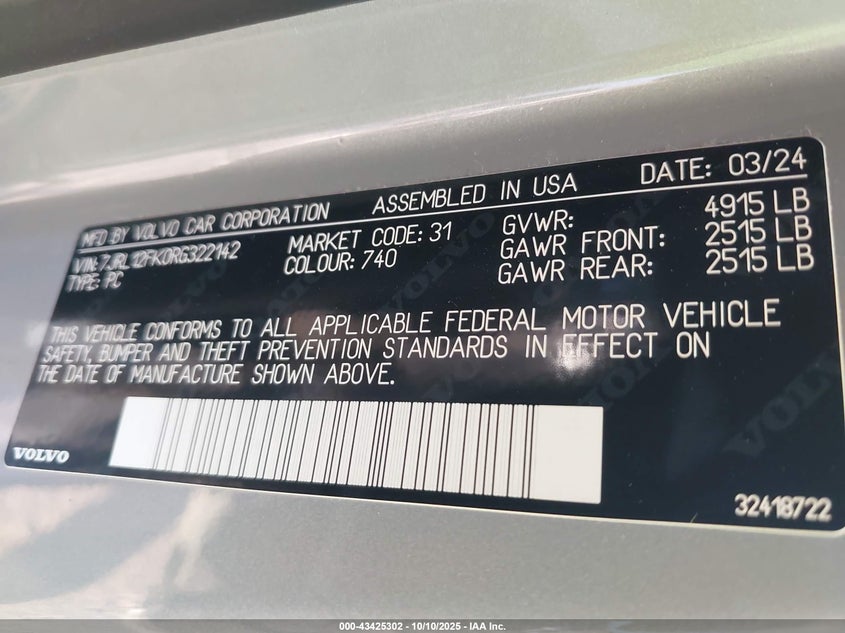 MFD BY VOLVO CAR CORPORATION ASSEMBLED IN USA DATE: 03/24
VIN:7JRL12FK0RG322142 MARKET CODE: 31 GVWR: 4915 LB
TYPE: PC COLOUR: 740 GAWR FRONT: 2515 LB
GAWR REAR: 2515 LB
THIS VEHICLE CONFORMS TO ALL APPLICABLE FEDERAL MOTOR VEHICLE
SAFETY, BUMPER AND THEFT PREVENTION STANDARDS IN EFFECT ON
THE DATE OF MANUFACTURE SHOWN ABOVE.
VOLVO
32418722
000-43425302 - 10/10/2025 - IAA Inc.